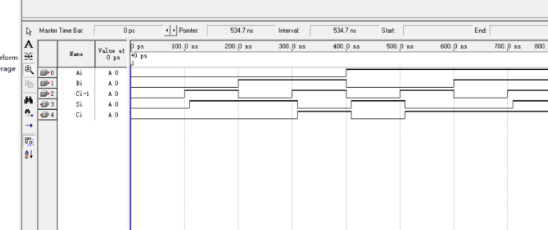 Master Time Bar: 0 ps Pointer: 534.7 ns Interval: 534.7 ns Start: End:
eform
rage
Name Value at 0 ps
0 ps 100.0 ns 200.0 ns 300.0 ns 400.0 ns 500.0 ns 600.0 ns 700.0 ns 800.
0 ps
0 Ai A 0
1 Bi A 0
2 Ci-1 A 0
3 Si A 0
4 Ci A 0